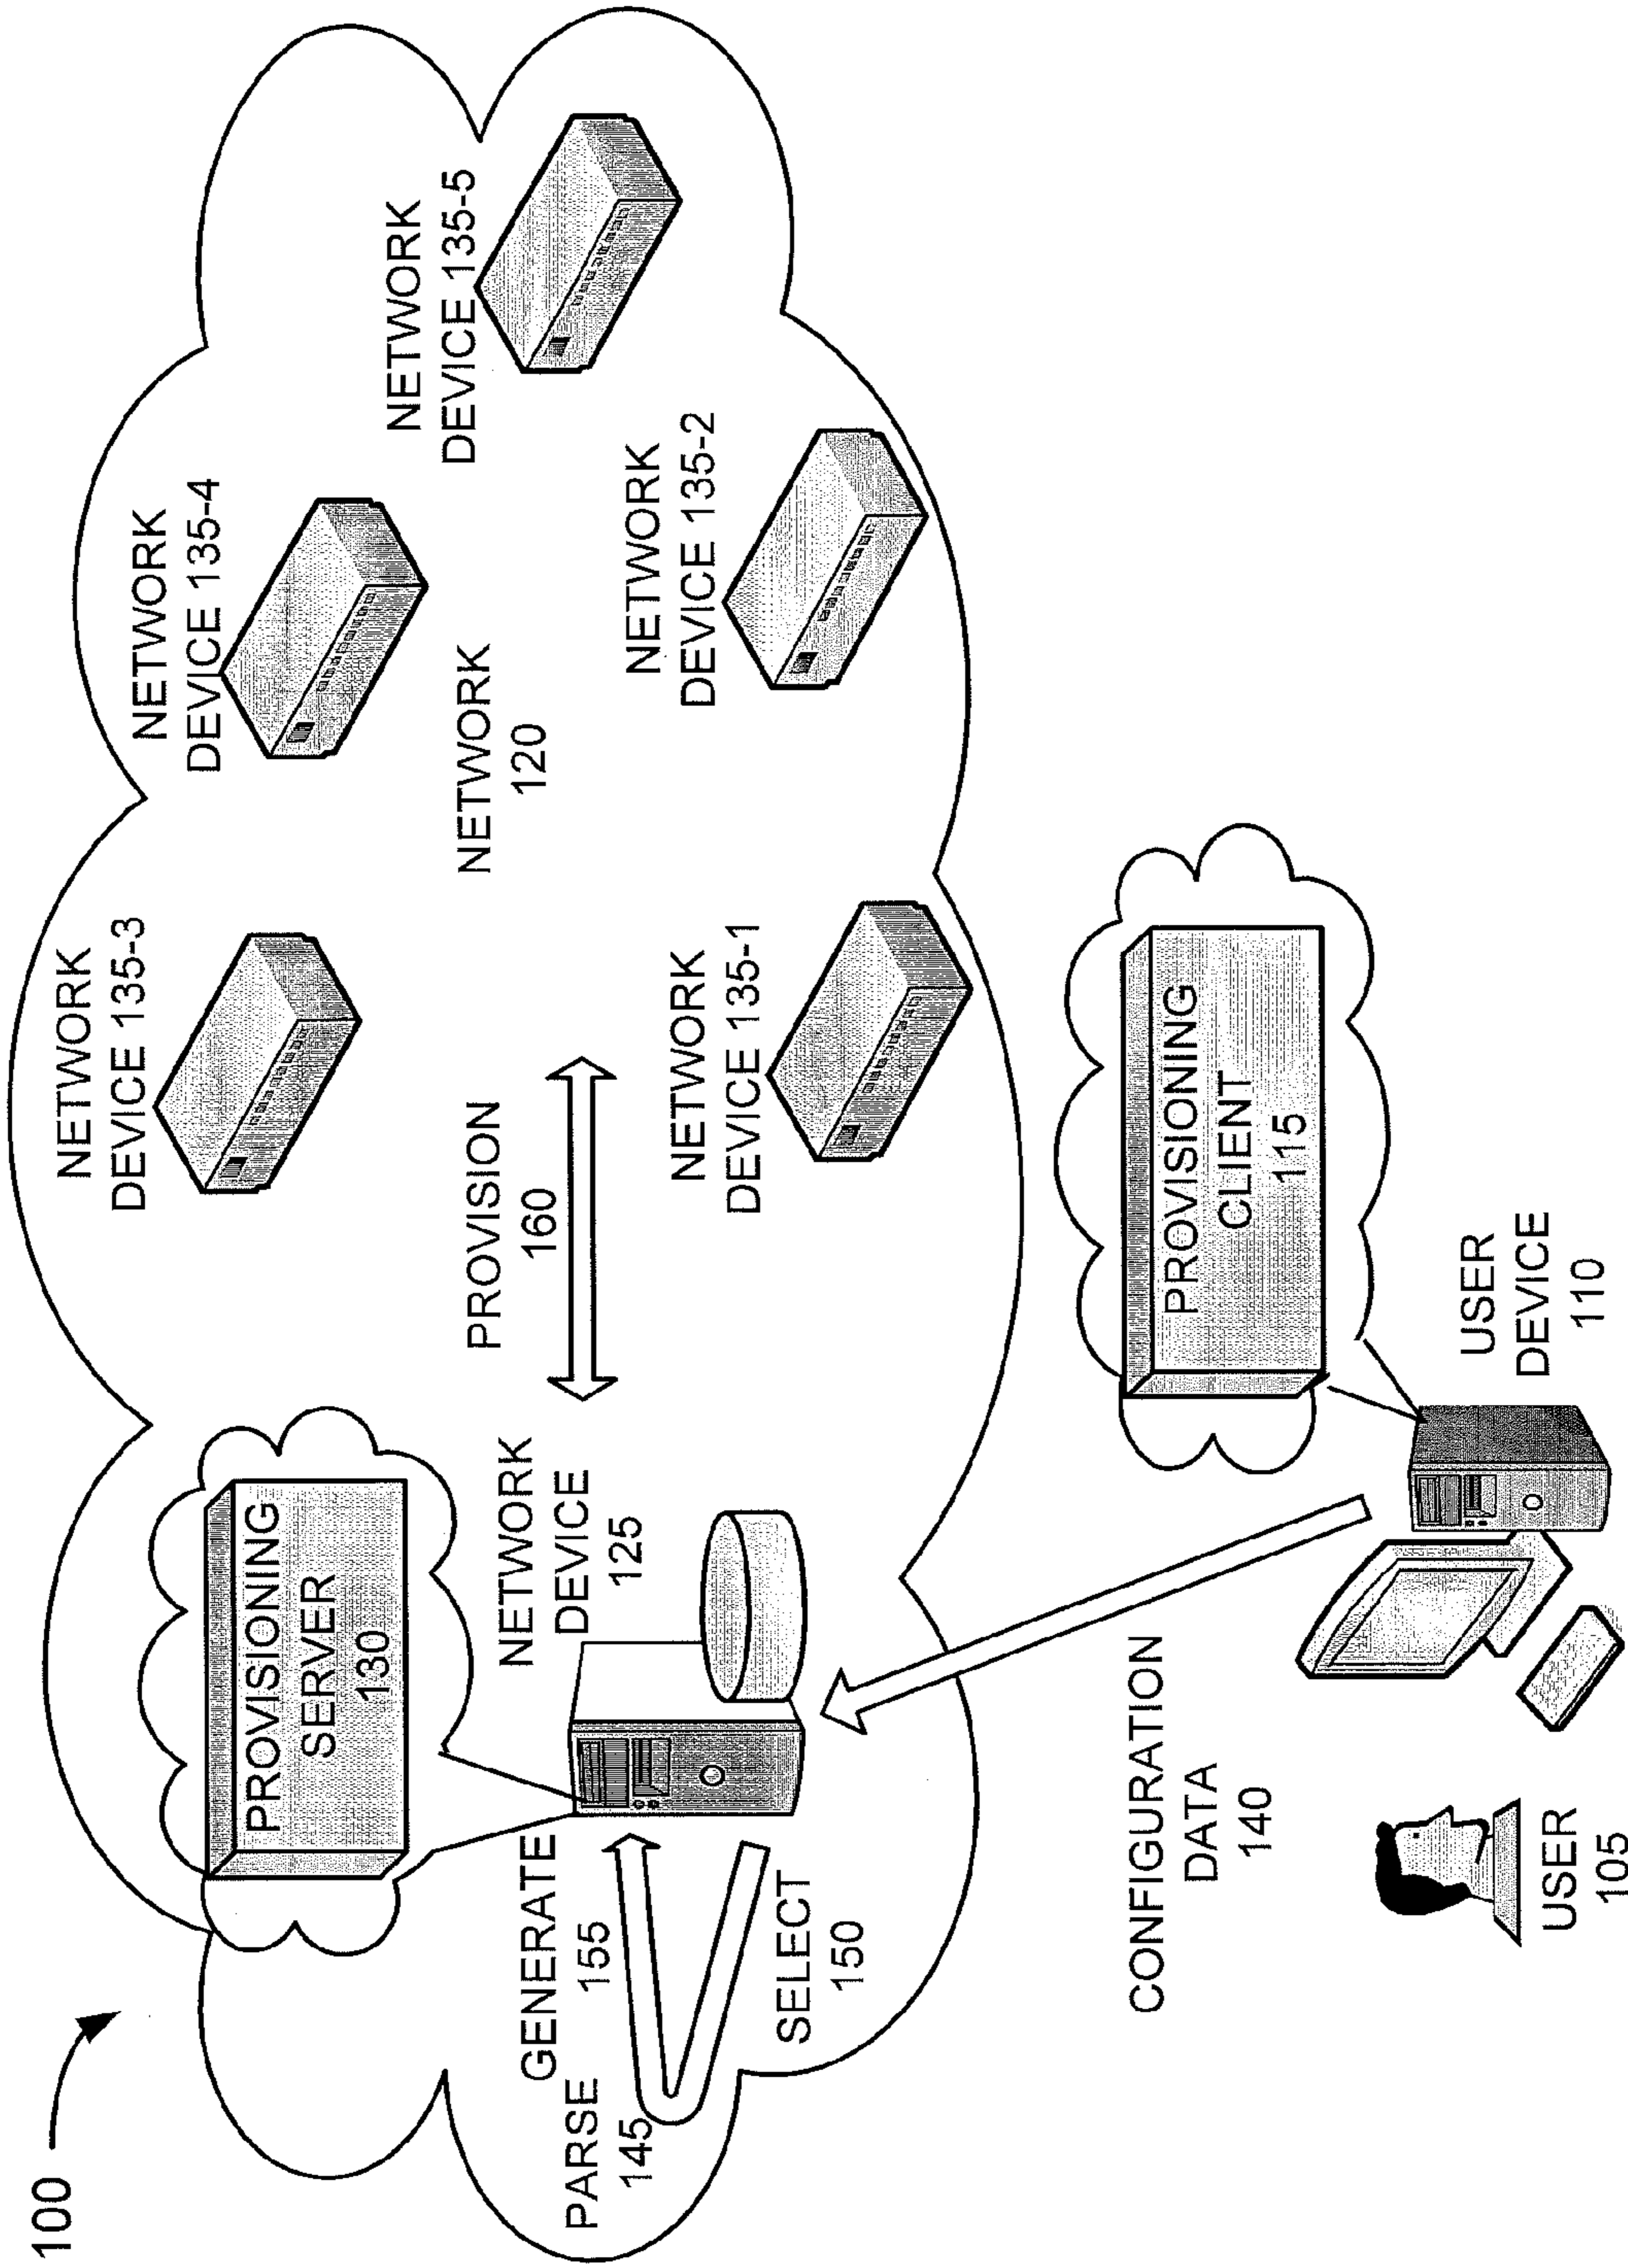 100
PROVISIONING
SERVER
130
NETWORK
DEVICE
125
PARSE
145
GENERATE
155
SELECT
150
PROVISION
160
NETWORK
DEVICE 135-3
NETWORK
DEVICE 135-4
NETWORK
DEVICE 135-5
NETWORK
120
NETWORK
DEVICE 135-1
NETWORK
DEVICE 135-2
CONFIGURATION
DATA
140
PROVISIONING
CLIENT
115
USER
105
USER
DEVICE
110